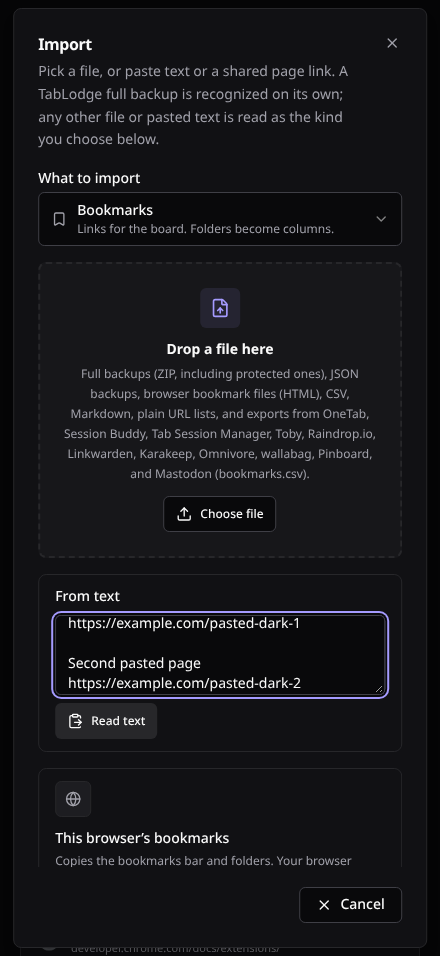 Import
Pick a file, or paste text or a shared page link. A
TabLodge full backup is recognized on its own;
any other file or pasted text is read as the kind
you choose below.
What to import
Bookmarks
Links for the board. Folders become columns.
Drop a file here
Full backups (ZIP, including protected ones), JSON
backups, browser bookmark files (HTML), CSV,
Markdown, plain URL lists, and exports from OneTab,
Session Buddy, Tab Session Manager, Toby, Raindrop.io,
Linkwarden, Karakeep, Omnivore, wallabag, Pinboard,
and Mastodon (bookmarks.csv).
Choose file
From text
https://example.com/pasted-dark-1
Second pasted page
https://example.com/pasted-dark-2
Read text
This browser’s bookmarks
Copies the bookmarks bar and folders. Your browser
Cancel
developer.chrome.com/docs/extensions/